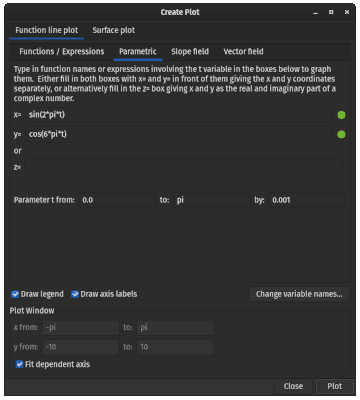 Create Plot
Function line plot Surface plot
Functions / Expressions Parametric Slope field Vector field
Type in function names or expressions involving the t variable in the boxes below to graph
them. Either fill in both boxes with x= and y= in front of them giving the x and y coordinates
separately, or alternatively fill in the z= box giving x and y as the real and imaginary part of a
complex number.
x= sin(2*pi*t)
y= cos(6*pi*t)
or
z=
Parameter t from: 0.0 to: pi by: 0.001
Draw legend Draw axis labels Change variable names...
Plot Window
x from: -pi to: pi
y from: -10 to: 10
Fit dependent axis
Close Plot